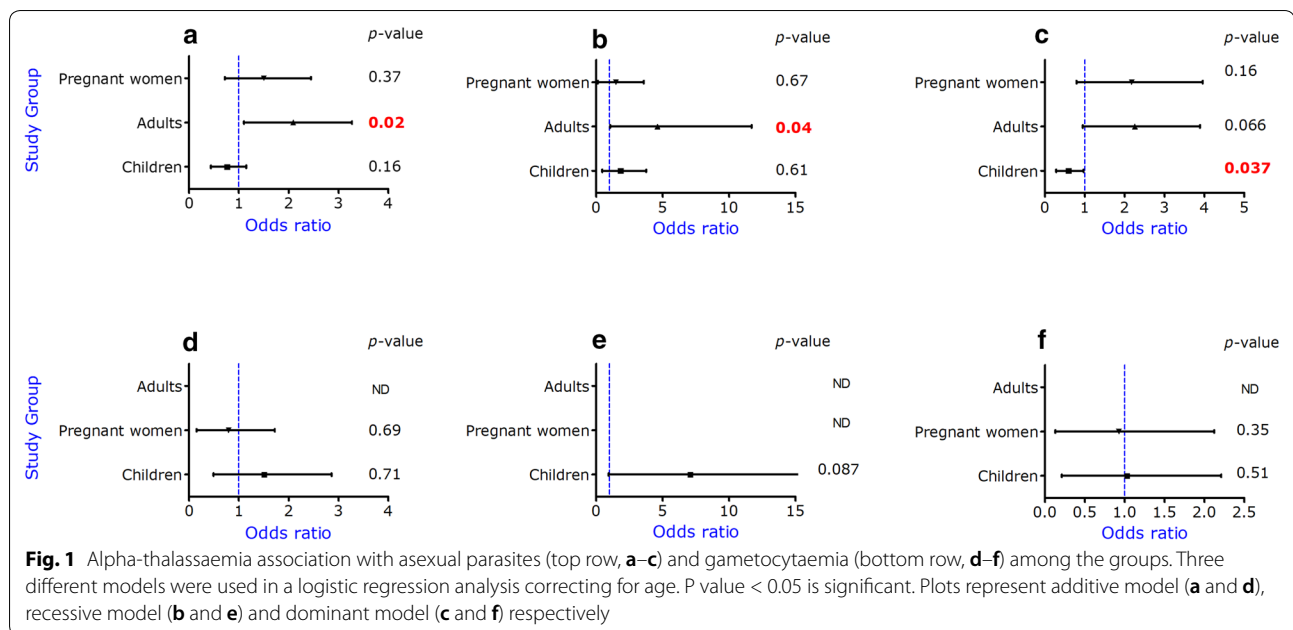 a
p-value
Study Group
Pregnant women
0.37
Adults
0.02
Children
0.16
0 1 2 3 4
Odds ratio
b
p-value
Pregnant women
0.67
Adults
0.04
Children
0.61
0 5 10 15
Odds ratio
c
p-value
Pregnant women
0.16
Adults
0.066
Children
0.037
0 1 2 3 4 5
Odds ratio
d
p-value
Study Group
Adults
ND
Pregnant women
0.69
Children
0.71
0 1 2 3 4
Odds ratio
e
p-value
Adults
ND
Pregnant women
ND
Children
0.087
0 5 10 15
Odds ratio
f
p-value
Adults
ND
Pregnant women
0.35
Children
0.51
0.0 0.5 1.0 1.5 2.0 2.5
Odds ratio
Fig. 1 Alpha-thalassaemia association with asexual parasites (top row, a–c) and gametocytaemia (bottom row, d–f) among the groups. Three
different models were used in a logistic regression analysis correcting for age. P value < 0.05 is significant. Plots represent additive model (a and d),
recessive model (b and e) and dominant model (c and f) respectively